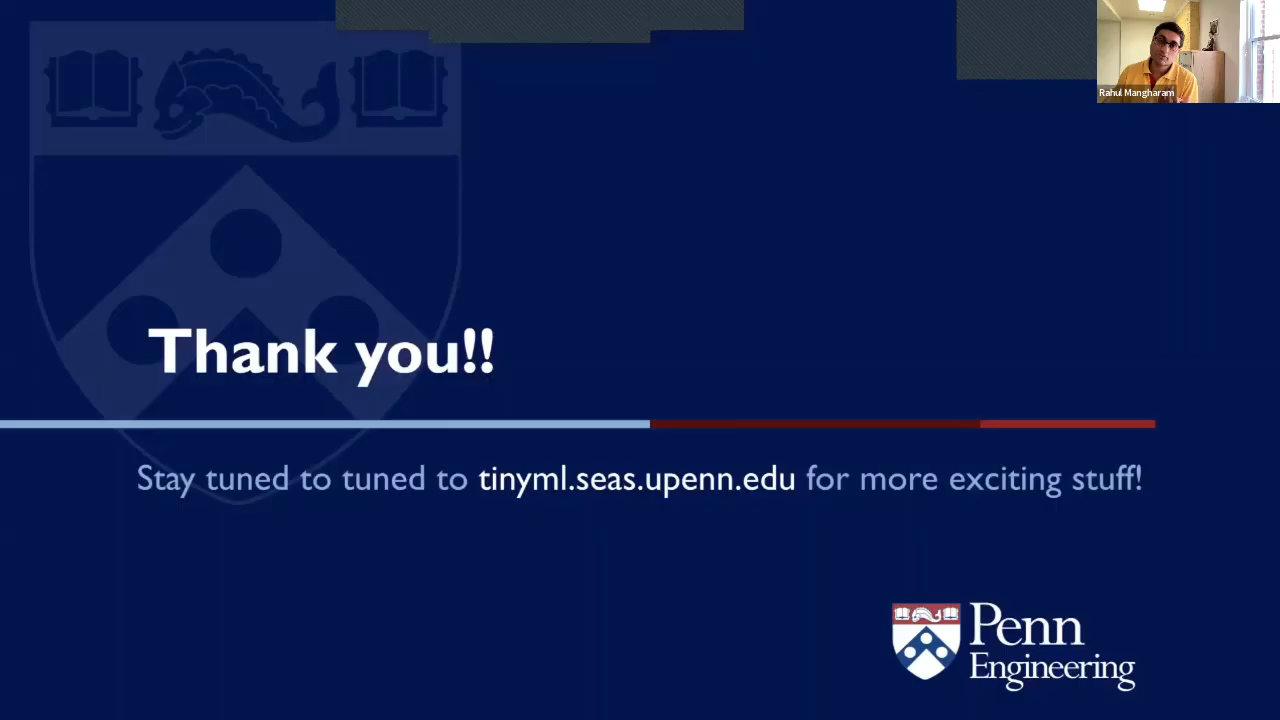 Rahul Mangharam
Thank you!!
Stay tuned to tuned to tinyml.seas.upenn.edu for more exciting stuff!
Penn
Engineering